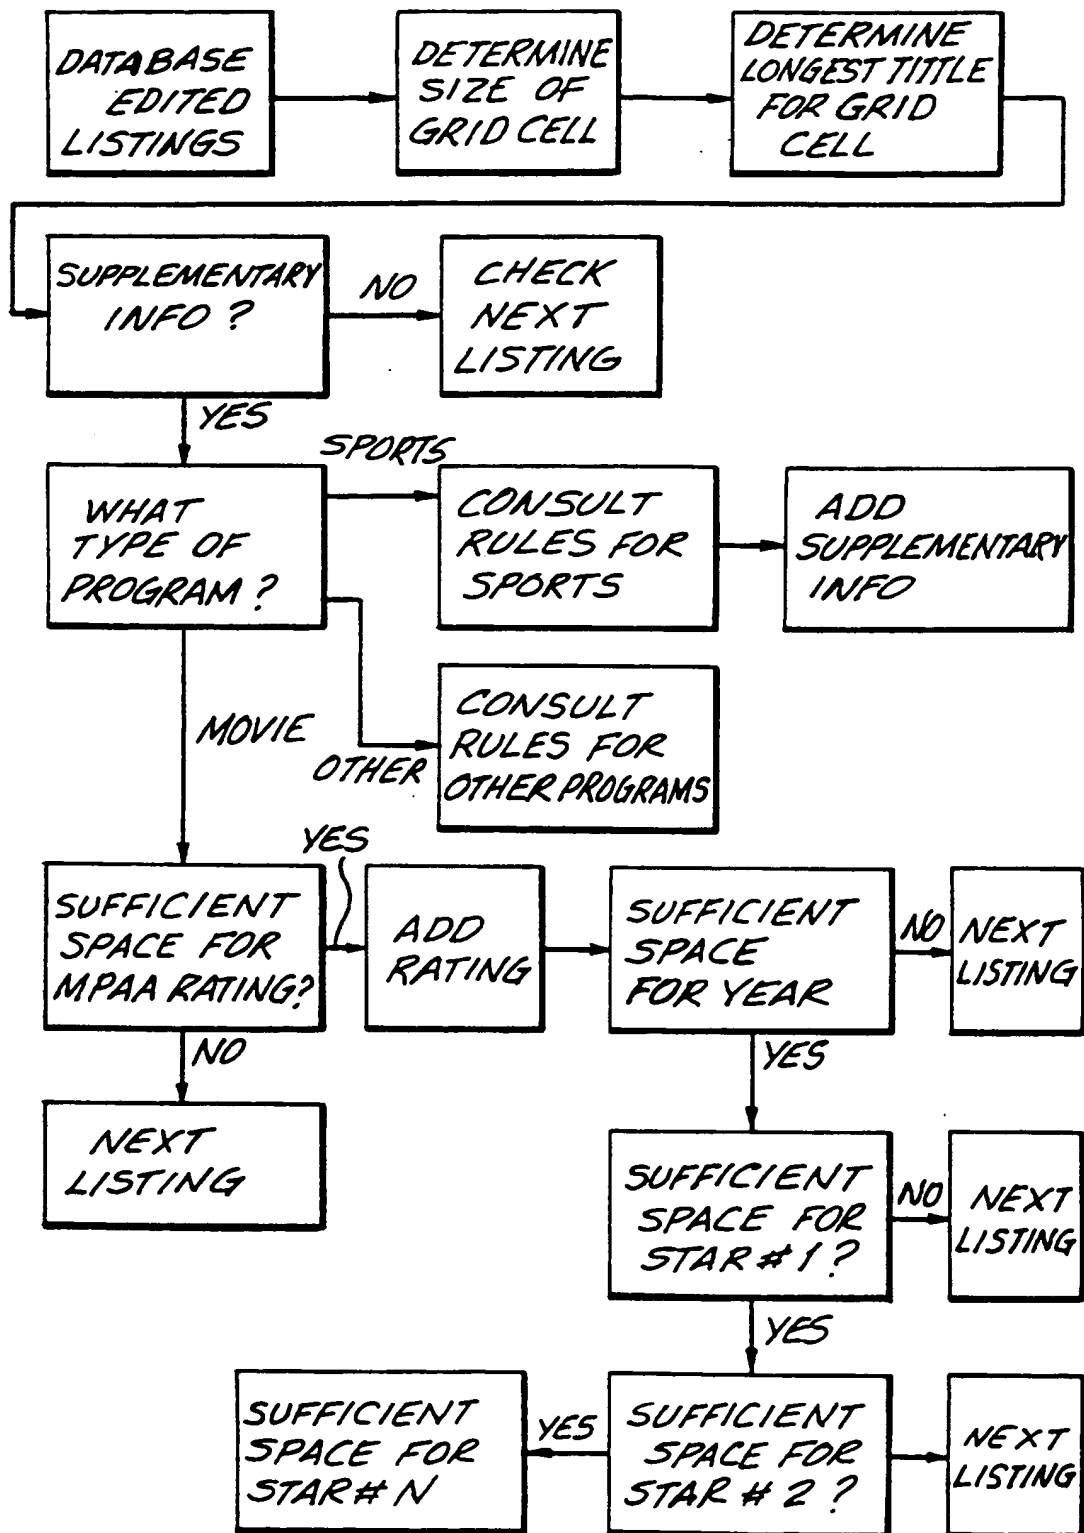 DATABASE
EDITED
LISTINGS
DETERMINE
SIZE OF
GRID CELL
DETERMINE
LONGEST TITTLE
FOR GRID
CELL
SUPPLEMENTARY
INFO ?
NO
CHECK
NEXT
LISTING
YES
WHAT
TYPE OF
PROGRAM ?
SPORTS
CONSULT
RULES FOR
SPORTS
ADD
SUPPLEMENTARY
INFO
OTHER
CONSULT
RULES FOR
OTHER PROGRAMS
MOVIE
SUFFICIENT
SPACE FOR
MPAA RATING?
YES
ADD
RATING
SUFFICIENT
SPACE
FOR YEAR
NO
NEXT
LISTING
NO
NEXT
LISTING
YES
SUFFICIENT
SPACE FOR
STAR # 1 ?
NO
NEXT
LISTING
YES
SUFFICIENT
SPACE FOR
STAR # 2 ?
NEXT
LISTING
YES
SUFFICIENT
SPACE FOR
STAR # N